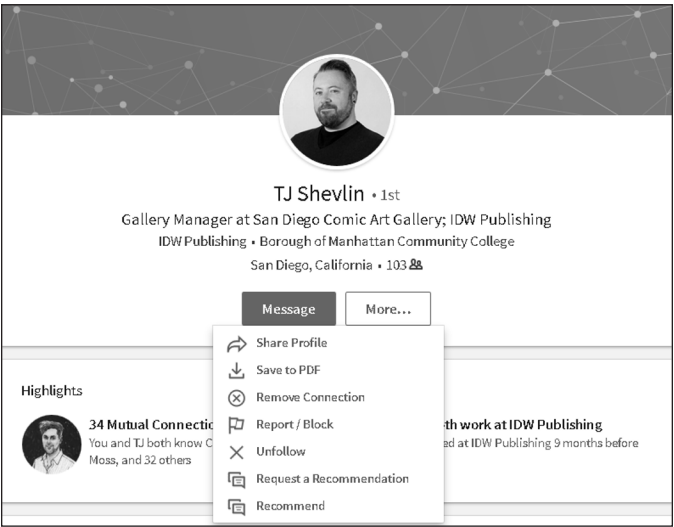 TJ Shevlin • 1st
Gallery Manager at San Diego Comic Art Gallery; IDW Publishing
IDW Publishing • Borough of Manhattan Community College
San Diego, California • 103
Message
More...
Share Profile
Save to PDF
Remove Connection
Report / Block
Unfollow
Request a Recommendation
Recommend
Highlights
34 Mutual Connectio
You and TJ both know C
Moss, and 32 others
th work at IDW Publishing
ed at IDW Publishing 9 months before